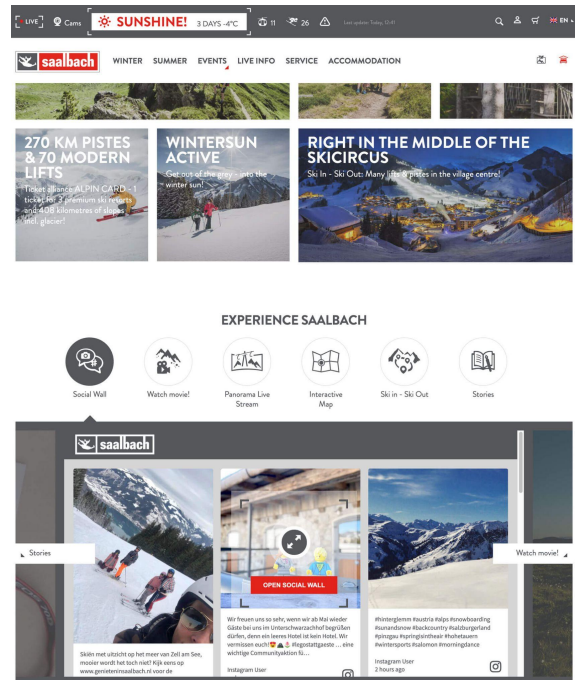 LIVE
Cams
SUNSHINE! 3 DAYS -4°C
11
26
Last update: Today, 12:41
EN
saalbach
WINTER SUMMER EVENTS LIVE INFO SERVICE ACCOMMODATION
270 KM PISTES
& 70 MODERN
LIFTS
Ticket alliance ALPIN CARD - 1
ticket for 3 premium ski resorts
and 408 kilometres of slopes
incl. glacier!
WINTERSUN
ACTIVE
Get out of the grey - into the
winter sun!
RIGHT IN THE MIDDLE OF THE
SKICIRCUS
Ski In - Ski Out: Many lifts & pistes in the village centre!
EXPERIENCE SAALBACH
Social Wall
Watch movie!
Panorama Live
Stream
Interactive
Map
Ski in - Ski Out
Stories
saalbach
Stories
Watch movie!
OPEN SOCIAL WALL
Skiën met uitzicht op het meer van Zell am See,
mooier wordt het toch niet? Kijk eens op
www.genieteninsaalbach.nl voor de
Wir freuen uns so sehr, wenn wir ab Mai wieder
Gäste bei uns im Unterschwarzachhof begrüßen
dürfen, denn ein leeres Hotel ist kein Hotel. Wir
vermissen euch! #legostattgaeste ... eine
wichtige Communityaktion fü...
Instagram User
#hinterglemm #austria #alps #snowboarding
#sunandsnow #backcountry #salzburgerland
#pinzgau #springisintheair #hohetauern
#wintersports #salomon #morningdance
Instagram User
2 hours ago